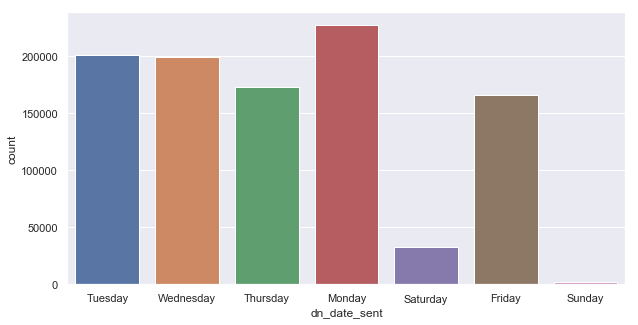 200000
150000
100000
50000
0
count
Tuesday Wednesday Thursday Monday Saturday Friday Sunday
dn_date_sent